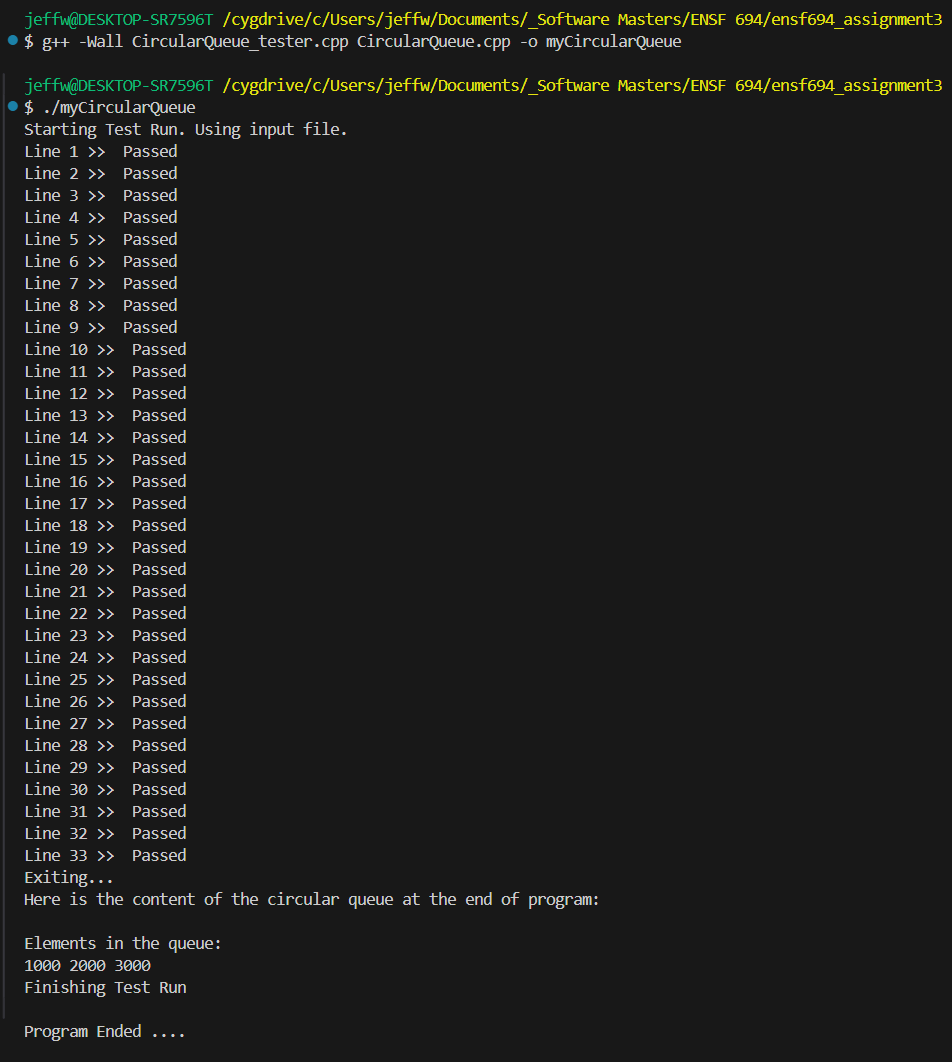 jeffw@DESKTOP-SR7596T /cygdrive/c/Users/jeffw/Documents/_Software Masters/ENSF 694/ensf694_assignment3
$ g++ -Wall CircularQueue_tester.cpp CircularQueue.cpp -o myCircularQueue
jeffw@DESKTOP-SR7596T /cygdrive/c/Users/jeffw/Documents/_Software Masters/ENSF 694/ensf694_assignment3
$ ./myCircularQueue
Starting Test Run. Using input file.
Line 1 >>  Passed
Line 2 >>  Passed
Line 3 >>  Passed
Line 4 >>  Passed
Line 5 >>  Passed
Line 6 >>  Passed
Line 7 >>  Passed
Line 8 >>  Passed
Line 9 >>  Passed
Line 10 >>  Passed
Line 11 >>  Passed
Line 12 >>  Passed
Line 13 >>  Passed
Line 14 >>  Passed
Line 15 >>  Passed
Line 16 >>  Passed
Line 17 >>  Passed
Line 18 >>  Passed
Line 19 >>  Passed
Line 20 >>  Passed
Line 21 >>  Passed
Line 22 >>  Passed
Line 23 >>  Passed
Line 24 >>  Passed
Line 25 >>  Passed
Line 26 >>  Passed
Line 27 >>  Passed
Line 28 >>  Passed
Line 29 >>  Passed
Line 30 >>  Passed
Line 31 >>  Passed
Line 32 >>  Passed
Line 33 >>  Passed
Exiting...
Here is the content of the circular queue at the end of program:
Elements in the queue:
1000 2000 3000
Finishing Test Run
Program Ended ....